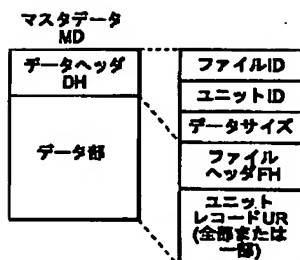 マスタデータ
MD
データヘッダ
DH
データ部
ファイルID
ユニットID
データサイズ
ファイル
ヘッダFH
ユニット
レコードUR
(全部または
一部)